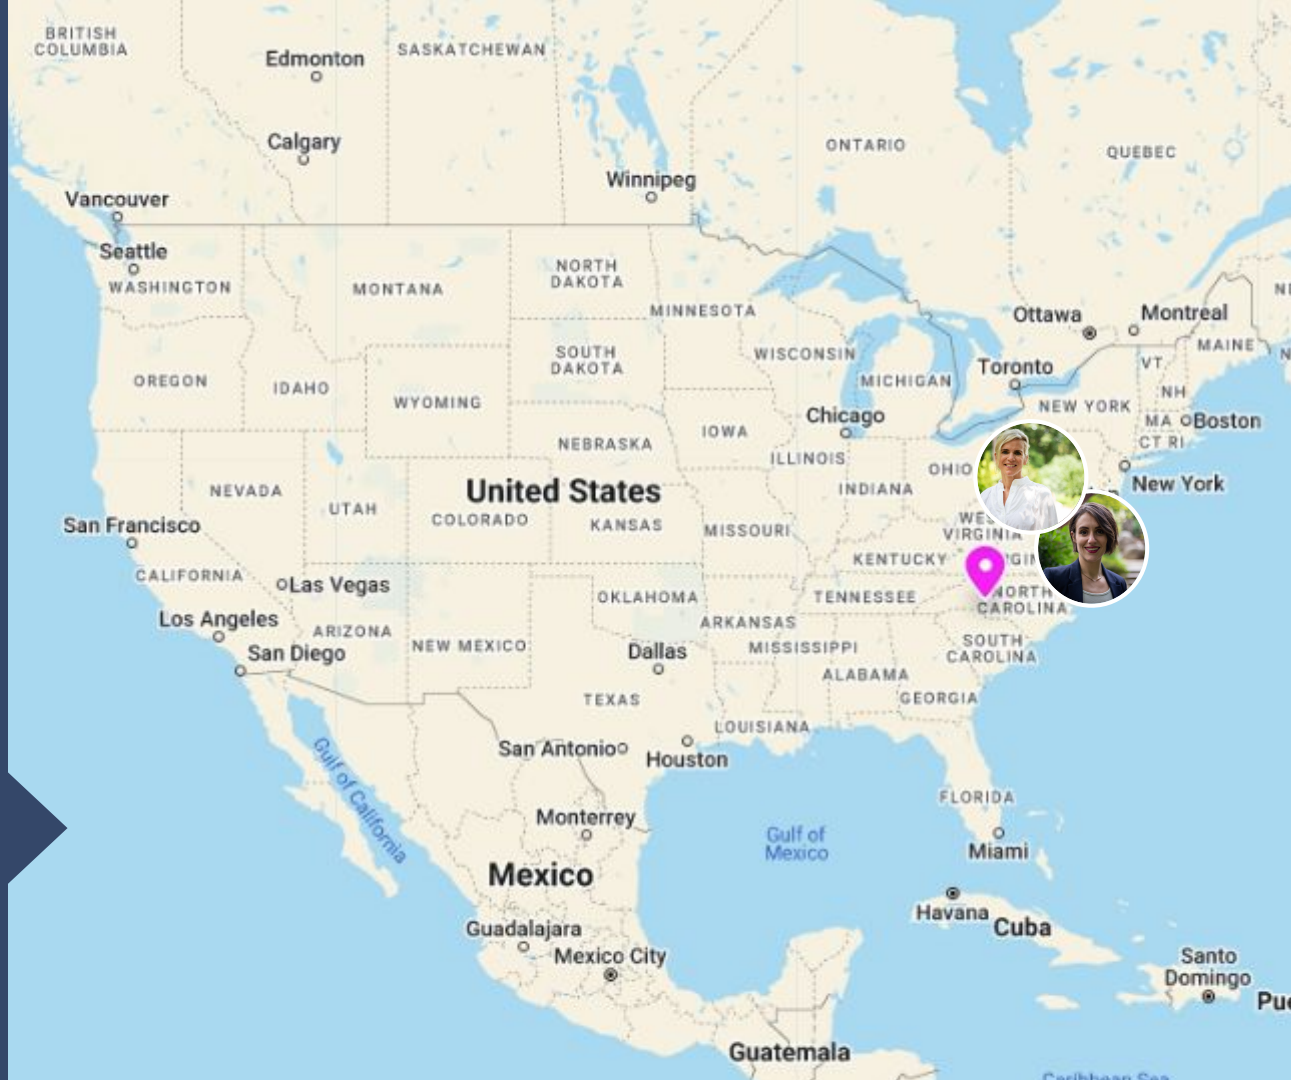 BRITISH
COLUMBIA
Edmonton
SASKATCHEWAN
Calgary
ONTARIO
QUEBEC
Winnipeg
Vancouver
Seattle
WASHINGTON
MONTANA
NORTH
DAKOTA
MINNESOTA
Ottawa
Montreal
MAINE
OREGON
IDAHO
SOUTH
DAKOTA
WISCONSIN
MICHIGAN
Toronto
VT
NH
WYOMING
NEW YORK
Chicago
MA
Boston
CT RI
NEBRASKA
IOWA
ILLINOIS
OHIO
NEVADA
UTAH
United States
COLORADO
KANSAS
INDIANA
New York
San Francisco
MISSOURI
VIRGINIA
CALIFORNIA
Las Vegas
KENTUCKY
OKLAHOMA
TENNESSEE
NORTH
CAROLINA
Los Angeles
ARIZONA
NEW MEXICO
ARKANSAS
San Diego
Dallas
MISSISSIPPI
SOUTH
CAROLINA
ALABAMA
TEXAS
GEORGIA
LOUISIANA
San Antonio
Houston
Gulf of California
FLORIDA
Monterrey
Gulf of
Mexico
Miami
Mexico
Havana
Cuba
Guadalajara
Mexico City
Santo
Domingo
Guatemala